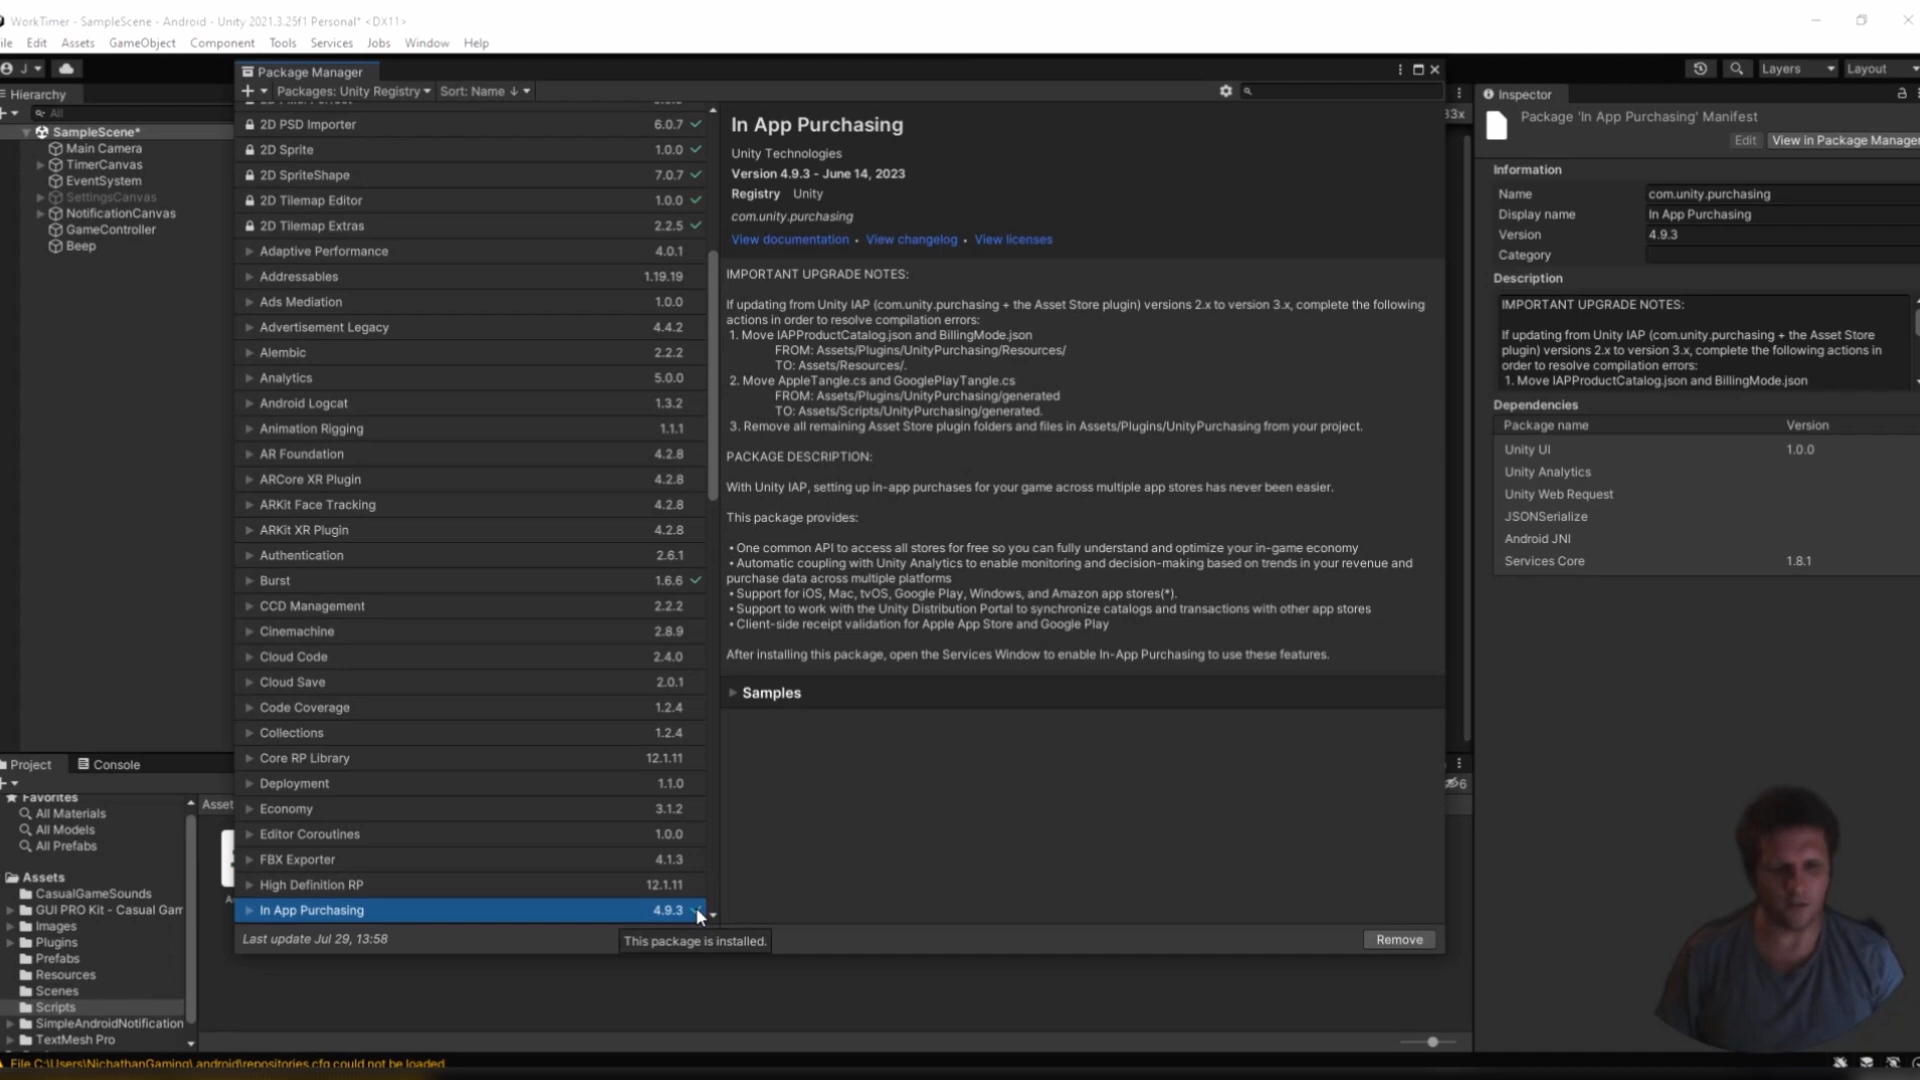 WorkTimer - SampleScene - Android - Unity 2021.3.25f1 Personal* <DX11>
ile Edit Assets GameObject Component Tools Services Jobs Window Help
J
Layers Layout
Hierarchy
All
SampleScene*
Main Camera
TimerCanvas
EventSystem
SettingsCanvas
NotificationCanvas
GameController
Beep
Package Manager
Packages: Unity Registry Sort: Name ↓
2D PSD Importer 6.0.7
2D Sprite 1.0.0
2D SpriteShape 7.0.7
2D Tilemap Editor 1.0.0
2D Tilemap Extras 2.2.5
Adaptive Performance 4.0.1
Addressables 1.19.19
Ads Mediation 1.0.0
Advertisement Legacy 4.4.2
Alembic 2.2.2
Analytics 5.0.0
Android Logcat 1.3.2
Animation Rigging 1.1.1
AR Foundation 4.2.8
ARCore XR Plugin 4.2.8
ARKit Face Tracking 4.2.8
ARKit XR Plugin 4.2.8
Authentication 2.6.1
Burst 1.6.6
CCD Management 2.2.2
Cinemachine 2.8.9
Cloud Code 2.4.0
Cloud Save 2.0.1
Code Coverage 1.2.4
Collections 1.2.4
Core RP Library 12.1.11
Deployment 1.1.0
Economy 3.1.2
Editor Coroutines 1.0.0
FBX Exporter 4.1.3
High Definition RP 12.1.11
In App Purchasing 4.9.3
Last update Jul 29, 13:58
This package is installed.
In App Purchasing
Unity Technologies
Version 4.9.3 - June 14, 2023
Registry Unity
com.unity.purchasing
View documentation • View changelog • View licenses
IMPORTANT UPGRADE NOTES:
If updating from Unity IAP (com.unity.purchasing + the Asset Store plugin) versions 2.x to version 3.x, complete the following
actions in order to resolve compilation errors:
1. Move IAPProductCatalog.json and BillingMode.json
FROM: Assets/Plugins/UnityPurchasing/Resources/
TO: Assets/Resources/.
2. Move AppleTangle.cs and GooglePlayTangle.cs
FROM: Assets/Plugins/UnityPurchasing/generated
TO: Assets/Scripts/UnityPurchasing/generated.
3. Remove all remaining Asset Store plugin folders and files in Assets/Plugins/UnityPurchasing from your project.
PACKAGE DESCRIPTION:
With Unity IAP, setting up in-app purchases for your game across multiple app stores has never been easier.
This package provides:
• One common API to access all stores for free so you can fully understand and optimize your in-game economy
• Automatic coupling with Unity Analytics to enable monitoring and decision-making based on trends in your revenue and
purchase data across multiple platforms
• Support for iOS, Mac, tvOS, Google Play, Windows, and Amazon app stores(*).
• Support to work with the Unity Distribution Portal to synchronize catalogs and transactions with other app stores
• Client-side receipt validation for Apple App Store and Google Play
After installing this package, open the Services Window to enable In-App Purchasing to use these features.
Samples
Remove
33x
6
Inspector
Package 'In App Purchasing' Manifest
Edit View in Package Manager
Information
Name com.unity.purchasing
Display name In App Purchasing
Version 4.9.3
Category
Description
IMPORTANT UPGRADE NOTES:
If updating from Unity IAP (com.unity.purchasing + the Asset Store
plugin) versions 2.x to version 3.x, complete the following actions in
order to resolve compilation errors:
1. Move IAPProductCatalog.json and BillingMode.json
Dependencies
Package name Version
Unity UI 1.0.0
Unity Analytics
Unity Web Request
JSONSerialize
Android JNI
Services Core 1.8.1
Project Console
Favorites
All Materials
All Models
All Prefabs
Assets
CasualGameSounds
GUI PRO Kit - Casual Gam
Images
Plugins
Prefabs
Resources
Scenes
Scripts
SimpleAndroidNotification
TextMesh Pro
Asset
File C:\Users\NichathanGaming\.android\repositories.cfg could not be loaded.